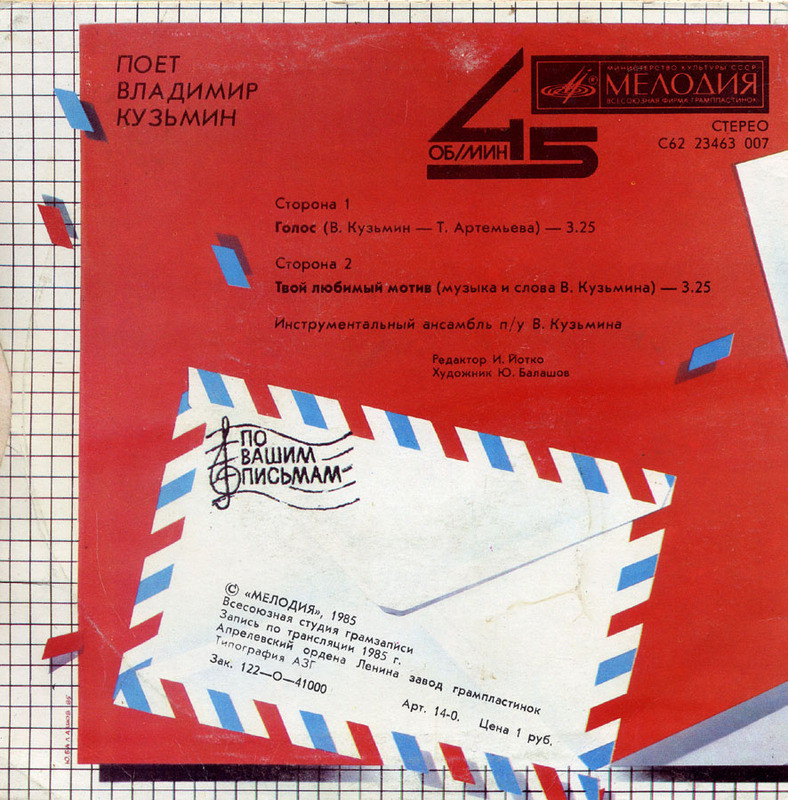 ПОЕТ
ВЛАДИМИР
КУЗЬМИН
45
ОБ/МИН
МИНИСТЕРСТВО КУЛЬТУРЫ СССР
МЕЛОДИЯ
ВСЕСОЮЗНАЯ ФИРМА ГРАМПЛАСТИНОК
СТЕРЕО
С62 23463 007
Сторона 1
Голос (В. Кузьмин — Т. Артемьева) — 3.25
Сторона 2
Твой любимый мотив (музыка и слова В. Кузьмина) — 3.25
Инструментальный ансамбль п/у В. Кузьмина
Редактор И. Йотко
Художник Ю. Балашов
ПО
ВАШИМ
ПИСЬМАМ
© «МЕЛОДИЯ», 1985
Всесоюзная студия грамзаписи
Запись по трансляции 1985 г.
Апрелевский ордена Ленина завод грампластинок
Типография АЗГ
Зак. 122—О—41000
Арт. 14-0. Цена 1 руб.
Ю.БАЛАШОВ 85